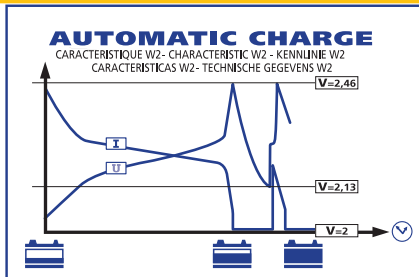 AUTOMATIC CHARGE
CARACTERISTIQUE W2- CHARACTERISTIC W2 - KENNLINIE W2
CARACTERISTICAS W2- TECHNISCHE GEGEVENS W2
V=2,46
I
U
V=2,13
V=2